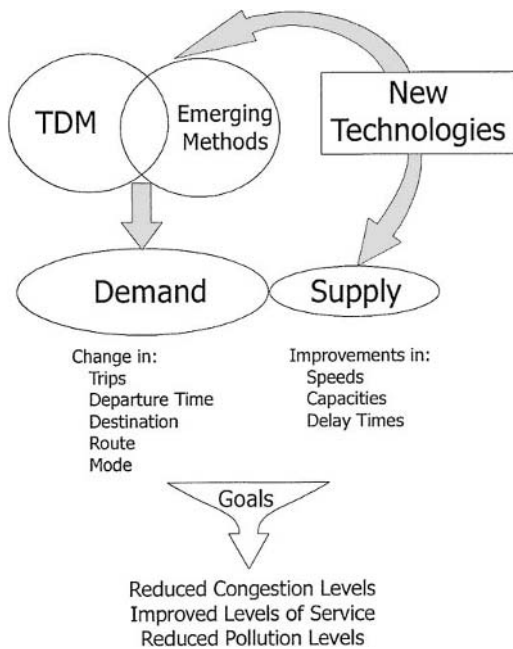 TDM
Emerging
Methods
New
Technologies
Demand
Supply
Change in:
Trips
Departure Time
Destination
Route
Mode
Improvements in:
Speeds
Capacities
Delay Times
Goals
Reduced Congestion Levels
Improved Levels of Service
Reduced Pollution Levels